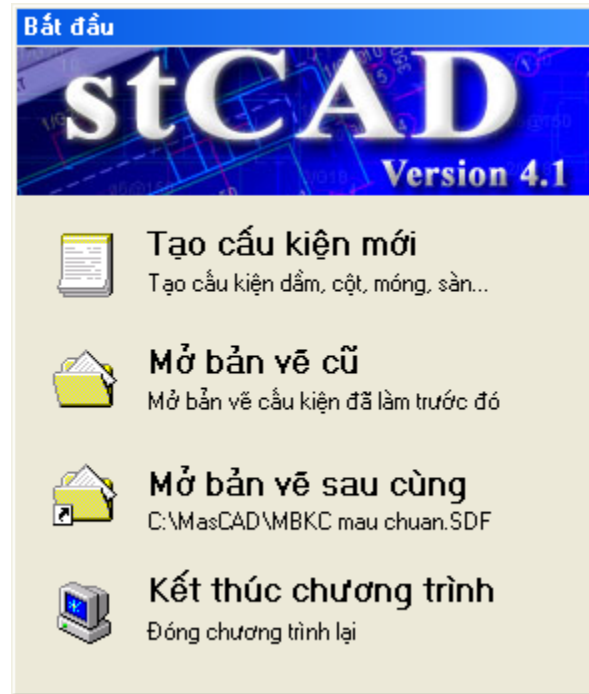 Bắt đầu
stCAD
Version 4.1
Tạo cấu kiện mới
Tạo cấu kiện dầm, cột, móng, sàn...
Mở bản vẽ cũ
Mở bản vẽ cấu kiện đã làm trước đó
Mở bản vẽ sau cùng
C:\MasCAD\MBKC mau chuan.SDF
Kết thúc chương trình
Đóng chương trình lại